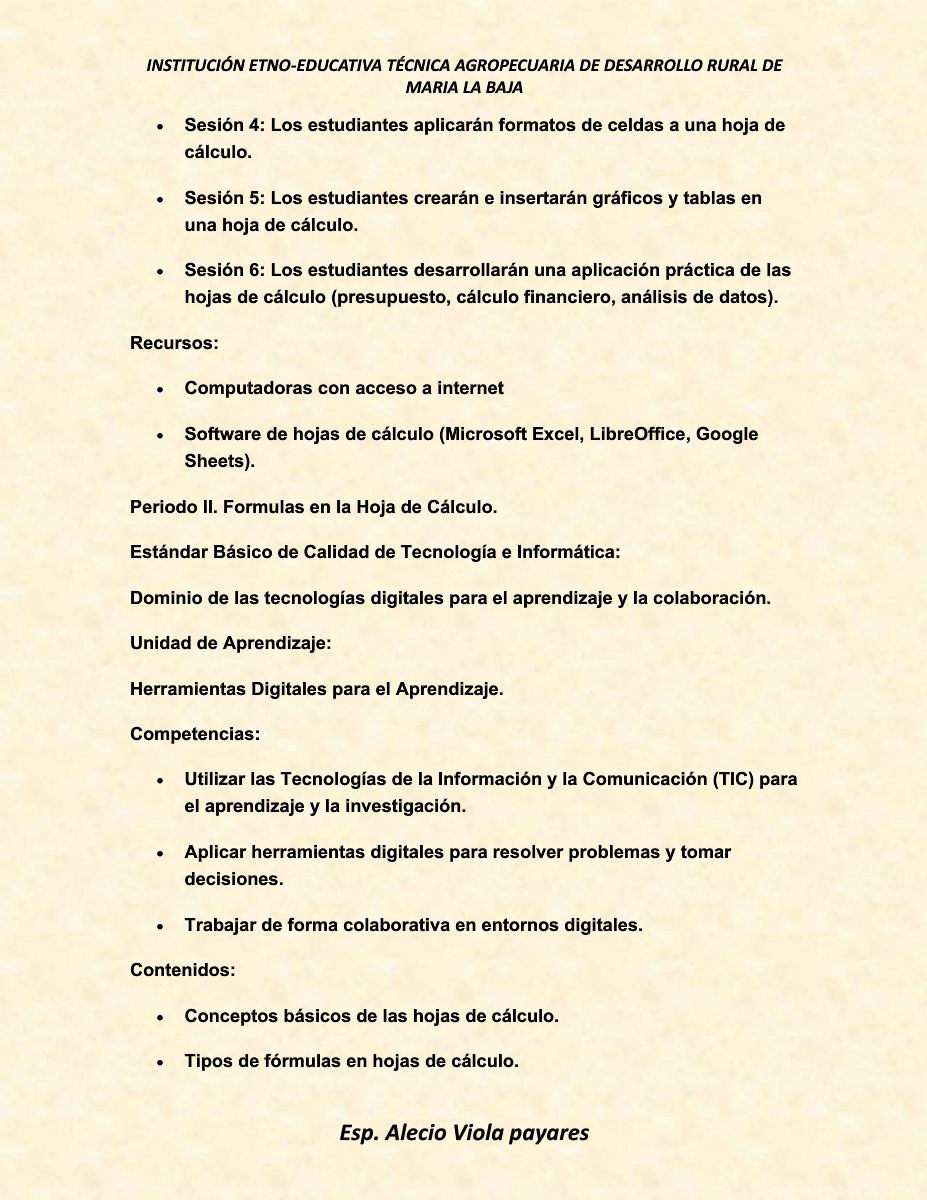 INSTITUCIÓN ETNO-EDUCATIVA TÉCNICA AGROPECUARIA DE DESARROLLO RURAL DE
MARIA LA BAJA
• Sesión 4: Los estudiantes aplicarán formatos de celdas a una hoja de
cálculo.
• Sesión 5: Los estudiantes crearán e insertarán gráficos y tablas en
una hoja de cálculo.
• Sesión 6: Los estudiantes desarrollarán una aplicación práctica de las
hojas de cálculo (presupuesto, cálculo financiero, análisis de datos).
Recursos:
• Computadoras con acceso a internet
• Software de hojas de cálculo (Microsoft Excel, LibreOffice, Google
Sheets).
Periodo II. Formulas en la Hoja de Cálculo.
Estándar Básico de Calidad de Tecnología e Informática:
Dominio de las tecnologías digitales para el aprendizaje y la colaboración.
Unidad de Aprendizaje:
Herramientas Digitales para el Aprendizaje.
Competencias:
• Utilizar las Tecnologías de la Información y la Comunicación (TIC) para
el aprendizaje y la investigación.
• Aplicar herramientas digitales para resolver problemas y tomar
decisiones.
• Trabajar de forma colaborativa en entornos digitales.
Contenidos:
• Conceptos básicos de las hojas de cálculo.
• Tipos de fórmulas en hojas de cálculo.
Esp. Alecio Viola payares